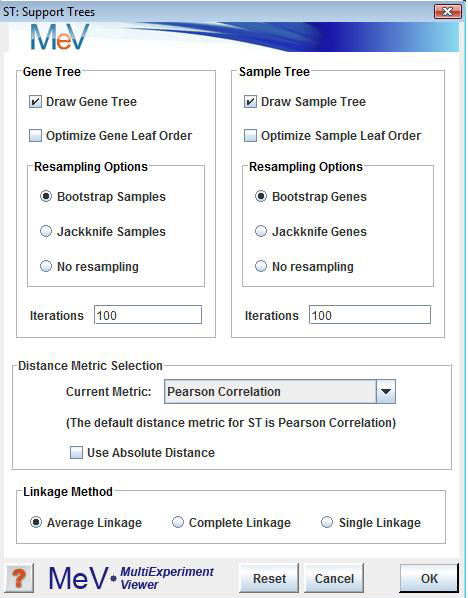 ST: Support Trees
MeV
Gene Tree
Draw Gene Tree
Optimize Gene Leaf Order
Resampling Options
Bootstrap Samples
Jackknife Samples
No resampling
Iterations 100
Sample Tree
Draw Sample Tree
Optimize Sample Leaf Order
Resampling Options
Bootstrap Genes
Jackknife Genes
No resampling
Iterations 100
Distance Metric Selection
Current Metric: Pearson Correlation
(The default distance metric for ST is Pearson Correlation)
Use Absolute Distance
Linkage Method
Average Linkage Complete Linkage Single Linkage
? MeV MultiExperiment
Viewer
Reset Cancel OK